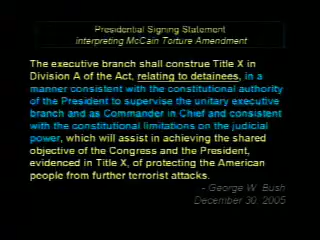 Presidential Signing Statement
interpreting McCain Torture Amendment
The executive branch shall construe Title X in
Division A of the Act, relating to detainees, in a
manner consistent with the constitutional authority
of the President to supervise the unitary executive
branch and as Commander in Chief and consistent
with the constitutional limitations on the judicial
power, which will assist in achieving the shared
objective of the Congress and the President,
evidenced in Title X, of protecting the American
people from further terrorist attacks.
- George W. Bush
December 30, 2005